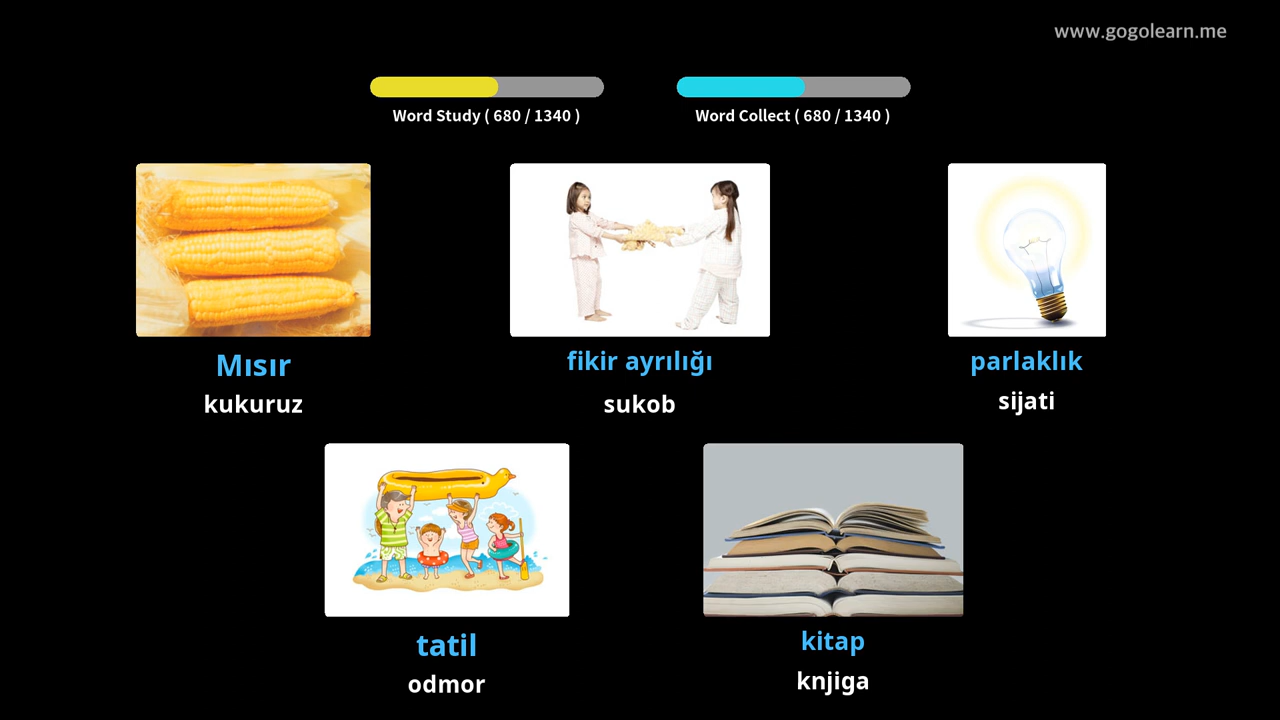 www.gogolearn.me
Word Study ( 680 / 1340 )
Word Collect ( 680 / 1340 )
Mısır
kukuruz
fikir ayrılığı
sukob
parlaklık
sijati
tatil
odmor
kitap
knjiga